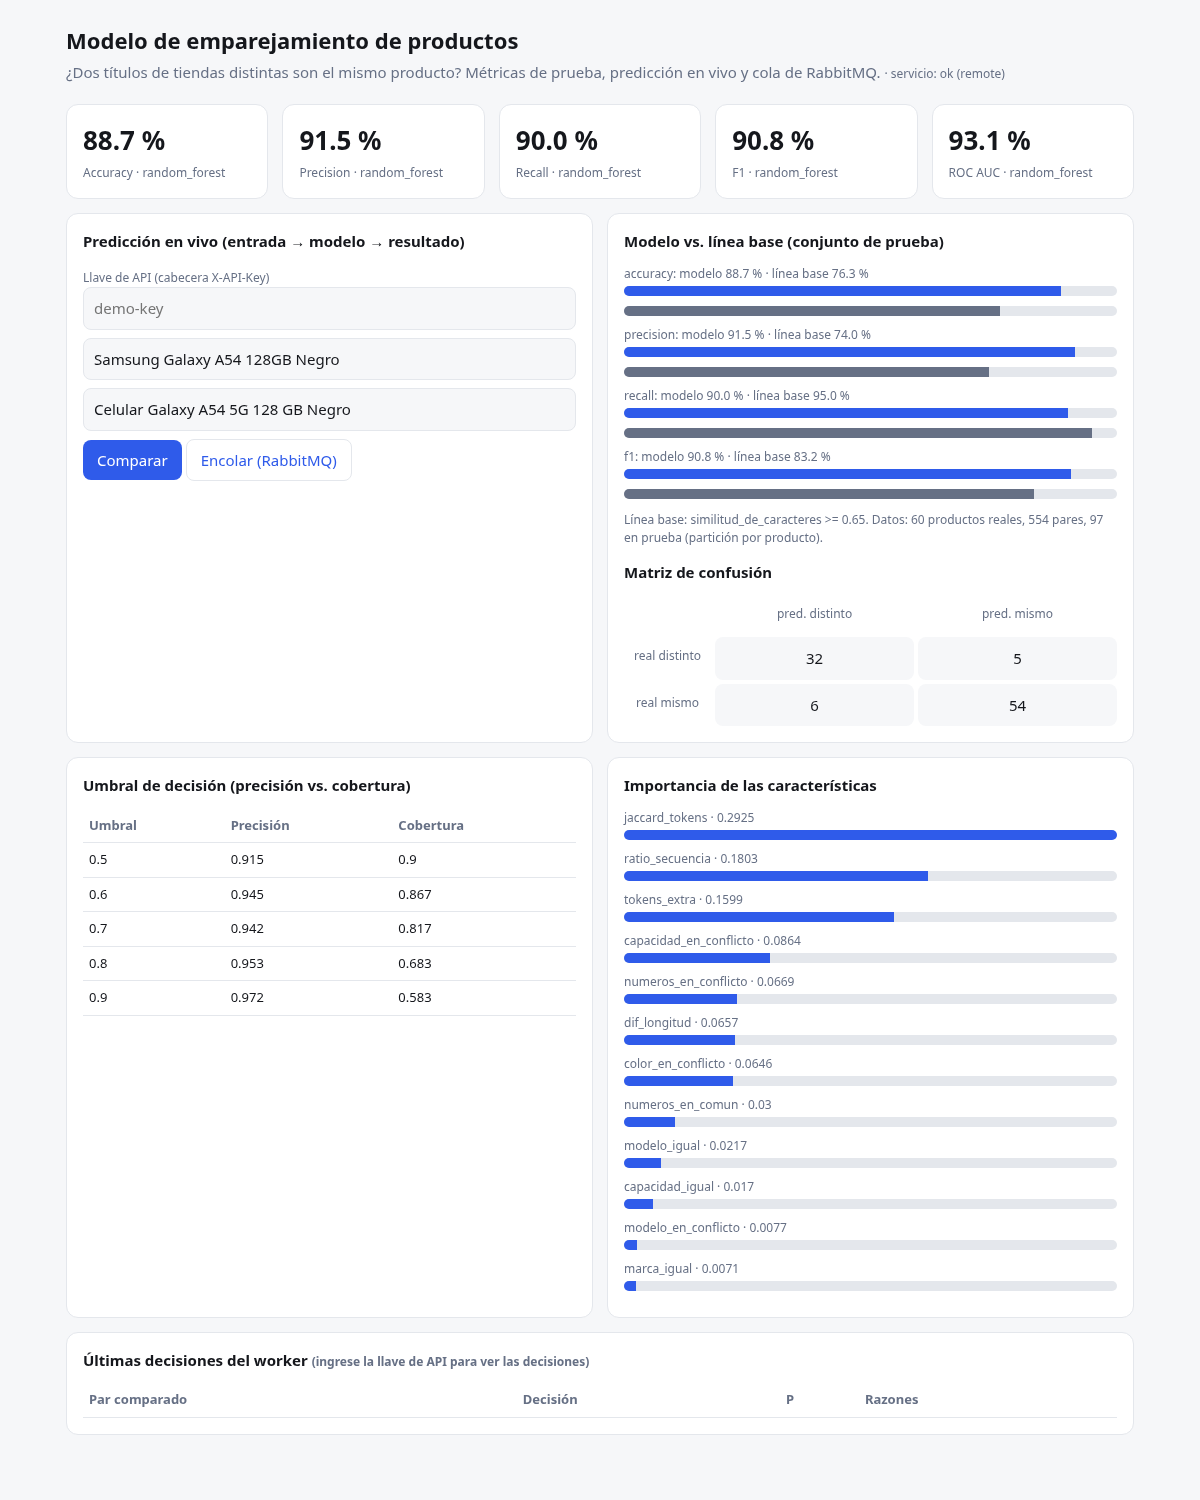 Modelo de emparejamiento de productos
¿Dos títulos de tiendas distintas son el mismo producto? Métricas de prueba, predicción en vivo y cola de RabbitMQ. · servicio: ok (remote)
88.7 %
Accuracy · random_forest
91.5 %
Precision · random_forest
90.0 %
Recall · random_forest
90.8 %
F1 · random_forest
93.1 %
ROC AUC · random_forest
Predicción en vivo (entrada → modelo → resultado)
Llave de API (cabecera X-API-Key)
demo-key
Samsung Galaxy A54 128GB Negro
Celular Galaxy A54 5G 128 GB Negro
Comparar
Encolar (RabbitMQ)
Modelo vs. línea base (conjunto de prueba)
accuracy: modelo 88.7 % · línea base 76.3 %
precision: modelo 91.5 % · línea base 74.0 %
recall: modelo 90.0 % · línea base 95.0 %
f1: modelo 90.8 % · línea base 83.2 %
Línea base: similitud_de_caracteres >= 0.65. Datos: 60 productos reales, 554 pares, 97
en prueba (partición por producto).
Matriz de confusión
pred. distinto pred. mismo
real distinto 32 5
real mismo 6 54
Umbral de decisión (precisión vs. cobertura)
Umbral Precisión Cobertura
0.5 0.915 0.9
0.6 0.945 0.867
0.7 0.942 0.817
0.8 0.953 0.683
0.9 0.972 0.583
Importancia de las características
jaccard_tokens · 0.2925
ratio_secuencia · 0.1803
tokens_extra · 0.1599
capacidad_en_conflicto · 0.0864
numeros_en_conflicto · 0.0669
dif_longitud · 0.0657
color_en_conflicto · 0.0646
numeros_en_comun · 0.03
modelo_igual · 0.0217
capacidad_igual · 0.017
modelo_en_conflicto · 0.0077
marca_igual · 0.0071
Últimas decisiones del worker (ingrese la llave de API para ver las decisiones)
Par comparado Decisión P Razones